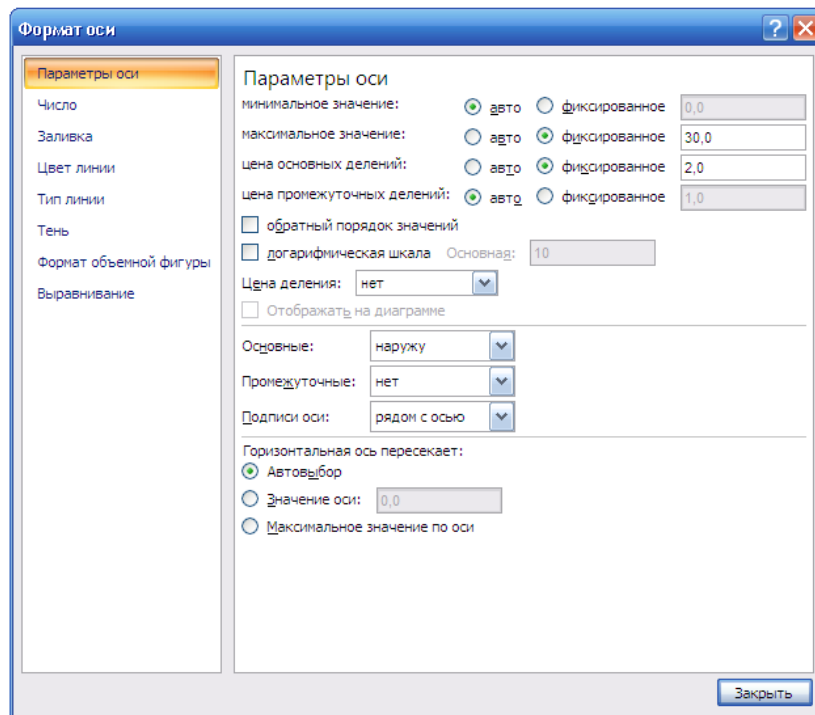 Формат оси
Параметры оси
Число
Заливка
Цвет линии
Тип линии
Тень
Формат объемной фигуры
Выравнивание
Параметры оси
минимальное значение: авто фиксированное 0,0
максимальное значение: авто фиксированное 30,0
цена основных делений: авто фиксированное 2,0
цена промежуточных делений: авто фиксированное 1,0
обратный порядок значений
логарифмическая шкала Основная: 10
Цена деления: нет
Отображать на диаграмме
Основные: наружу
Промежуточные: нет
Подписи оси: рядом с осью
Горизонтальная ось пересекает:
Автовыбор
Значение оси: 0,0
Максимальное значение по оси
Закрыть